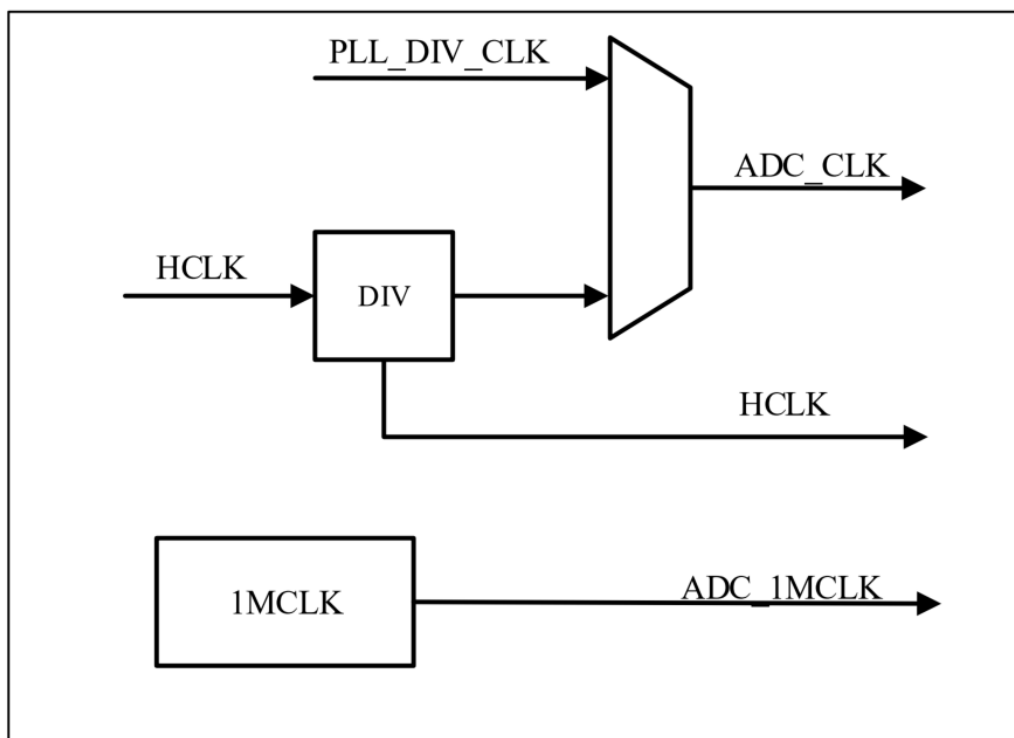 PLL_DIV_CLK
ADC_CLK
HCLK
DIV
HCLK
1MCLK
ADC_1MCLK